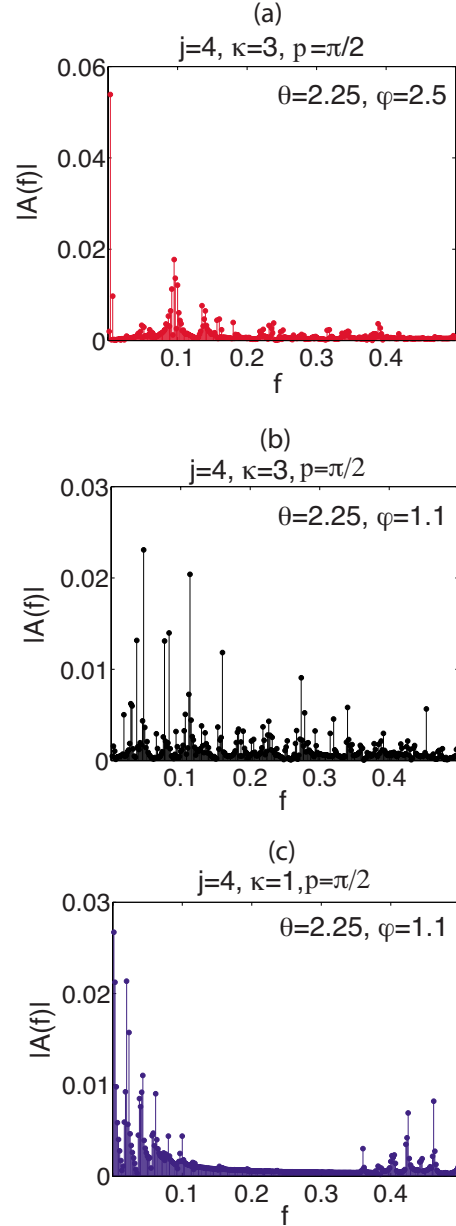 (a)
j=4, κ=3, p=π/2
θ=2.25, φ=2.5
0.06
0.04
0.02
0
|A(f)|
0.1 0.2 0.3 0.4
f
(b)
j=4, κ=3, p=π/2
θ=2.25, φ=1.1
0.03
0.02
0.01
0
|A(f)|
0.1 0.2 0.3 0.4
f
(c)
j=4, κ=1, p=π/2
θ=2.25, φ=1.1
0.03
0.02
0.01
0
|A(f)|
0.1 0.2 0.3 0.4
f